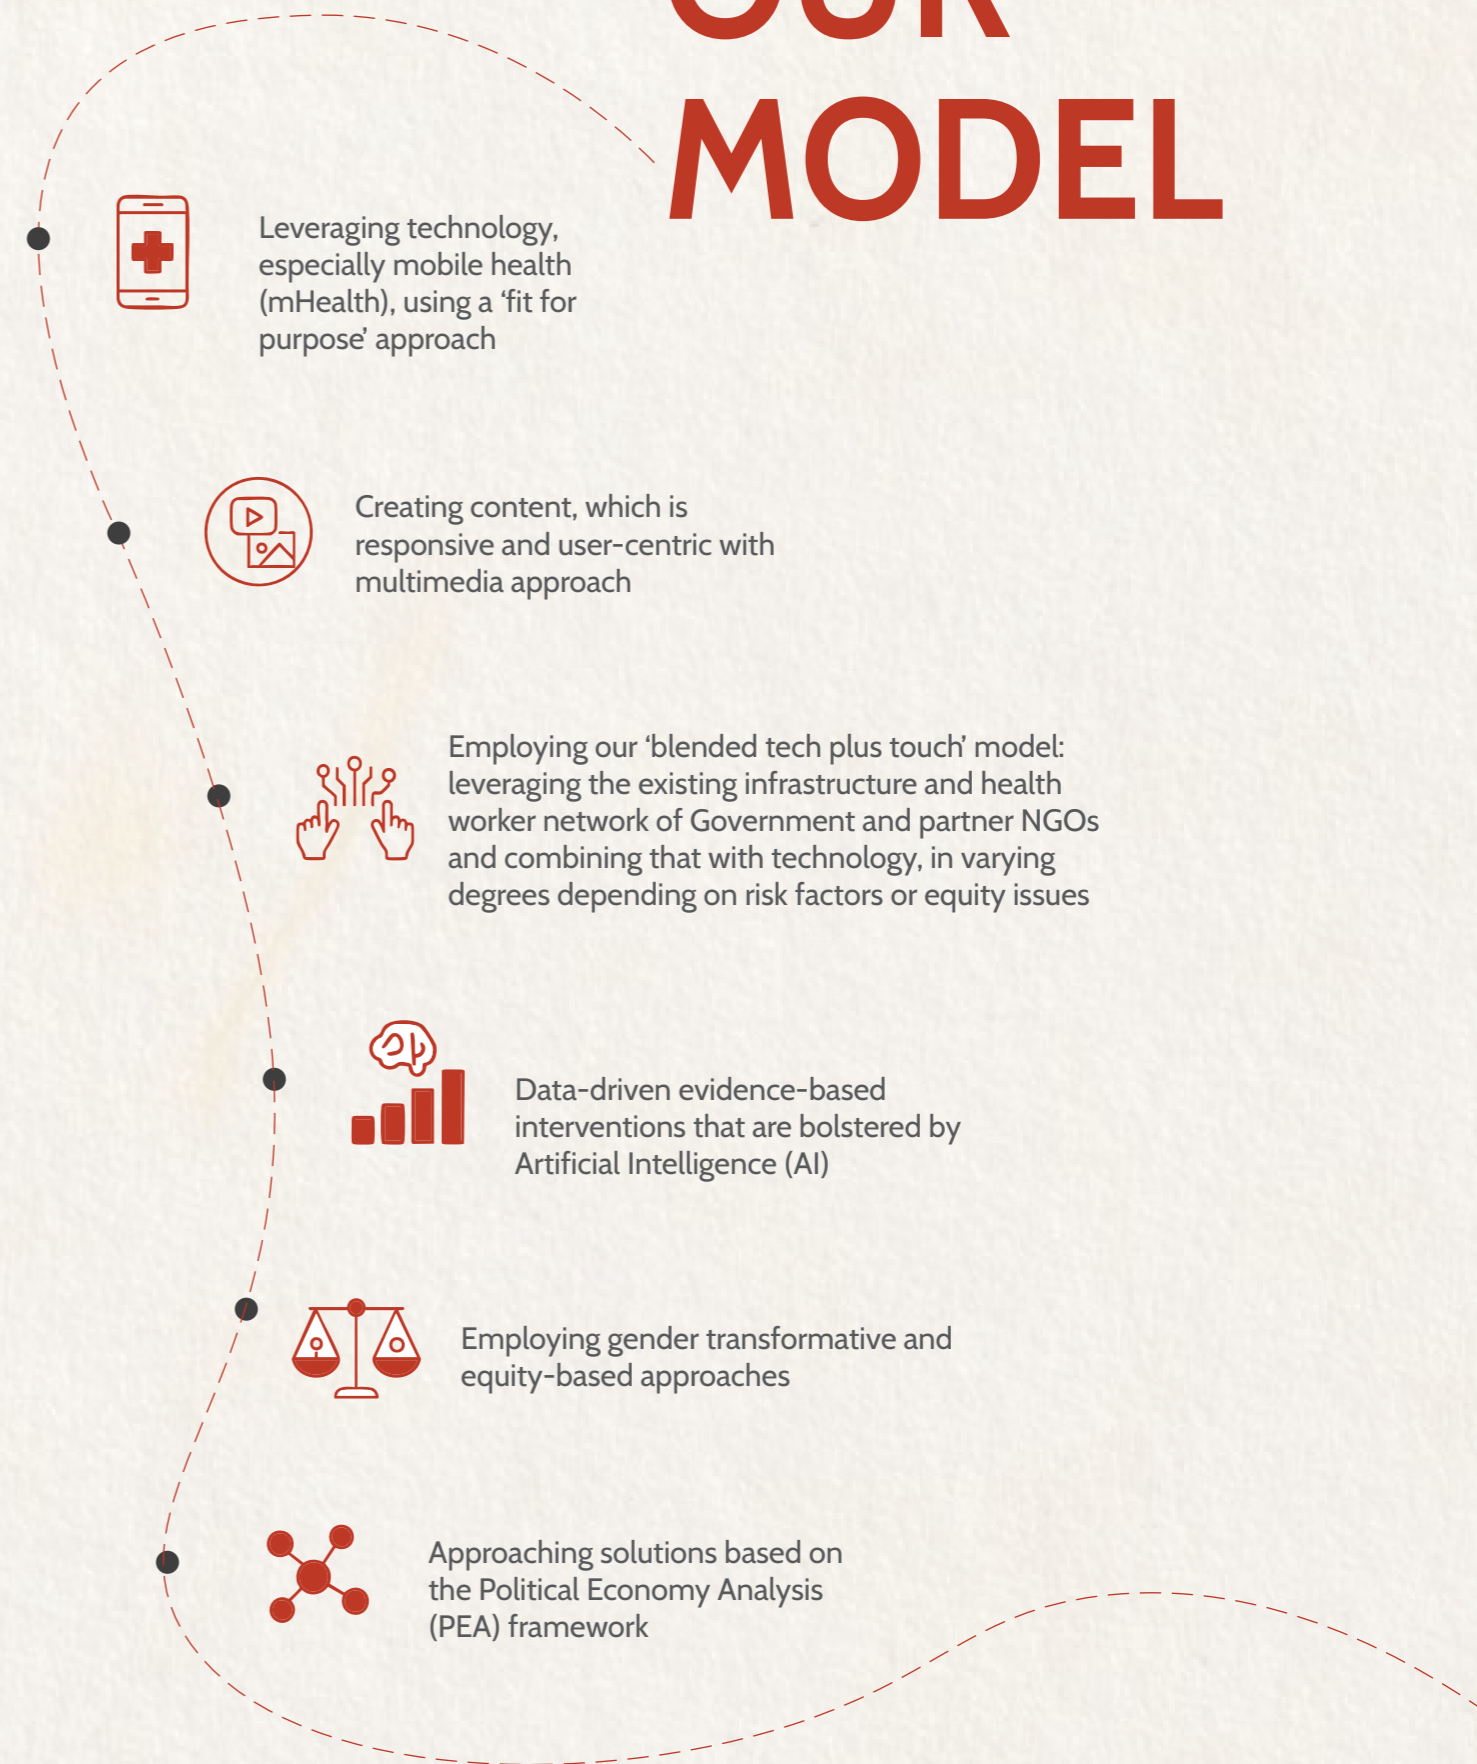 OUR
MODEL
Leveraging technology,
especially mobile health
(mHealth), using a ‘fit for
purpose’ approach
Creating content, which is
responsive and user-centric with
multimedia approach
Employing our ‘blended tech plus touch’ model:
leveraging the existing infrastructure and health
worker network of Government and partner NGOs
and combining that with technology, in varying
degrees depending on risk factors or equity issues
Data-driven evidence-based
interventions that are bolstered by
Artificial Intelligence (AI)
Employing gender transformative and
equity-based approaches
Approaching solutions based on
the Political Economy Analysis
(PEA) framework